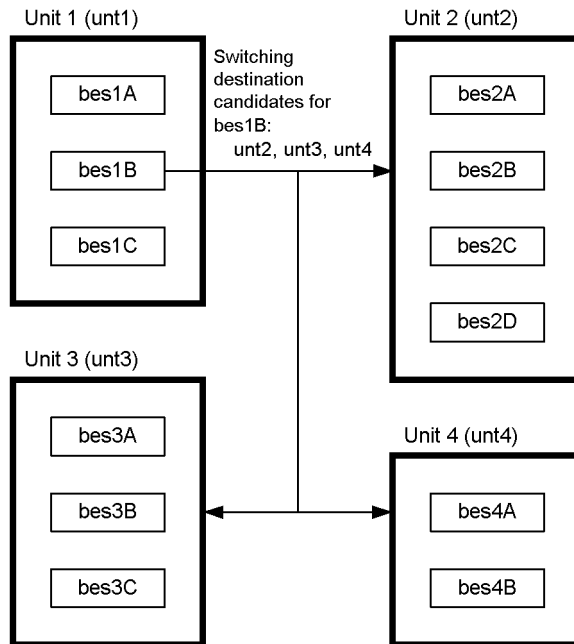 Unit 1 (unt1)
bes1A
bes1B
bes1C
Switching
destination
candidates for
bes1B:
unt2, unt3, unt4
Unit 2 (unt2)
bes2A
bes2B
bes2C
bes2D
Unit 3 (unt3)
bes3A
bes3B
bes3C
Unit 4 (unt4)
bes4A
bes4B